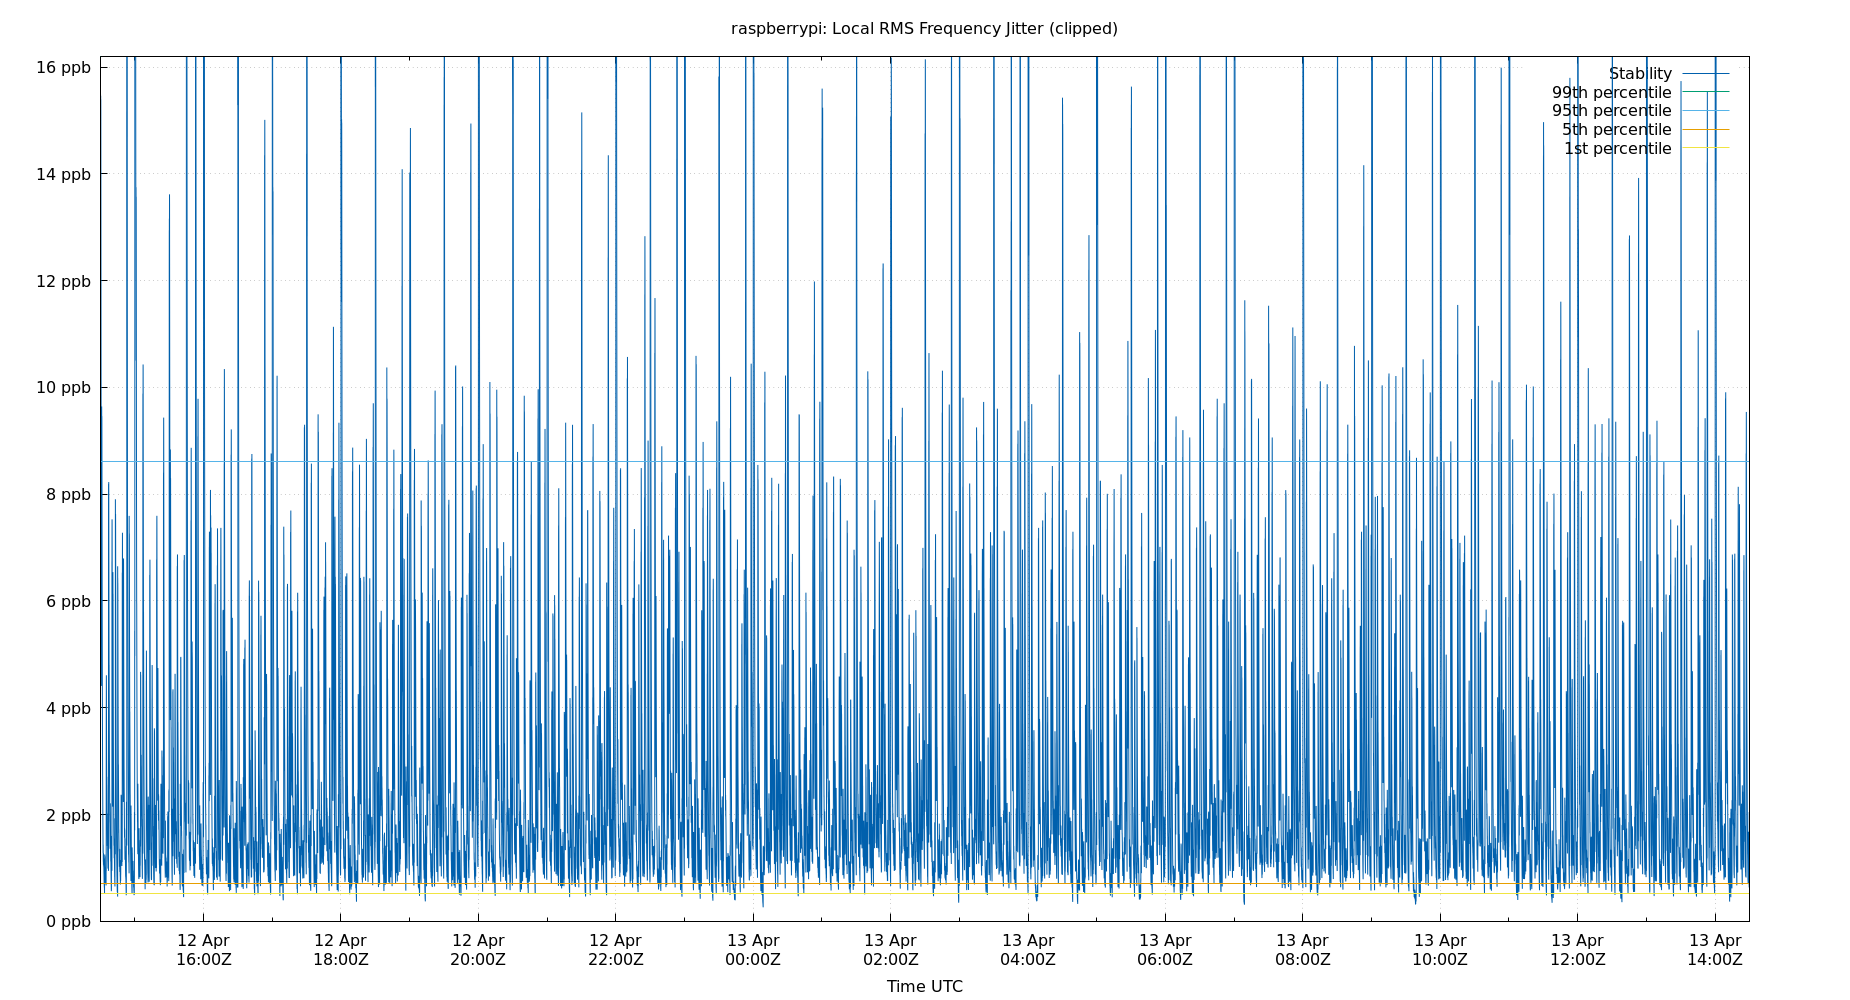 raspberrypi: Local RMS Frequency Jitter (clipped)
16 ppb
14 ppb
12 ppb
10 ppb
8 ppb
6 ppb
4 ppb
2 ppb
0 ppb
Stability
99th percentile
95th percentile
5th percentile
1st percentile
12 Apr 12 Apr 12 Apr 12 Apr 13 Apr 13 Apr 13 Apr 13 Apr 13 Apr 13 Apr 13 Apr 13 Apr
16:00Z 18:00Z 20:00Z 22:00Z 00:00Z 02:00Z 04:00Z 06:00Z 08:00Z 10:00Z 12:00Z 14:00Z
Time UTC